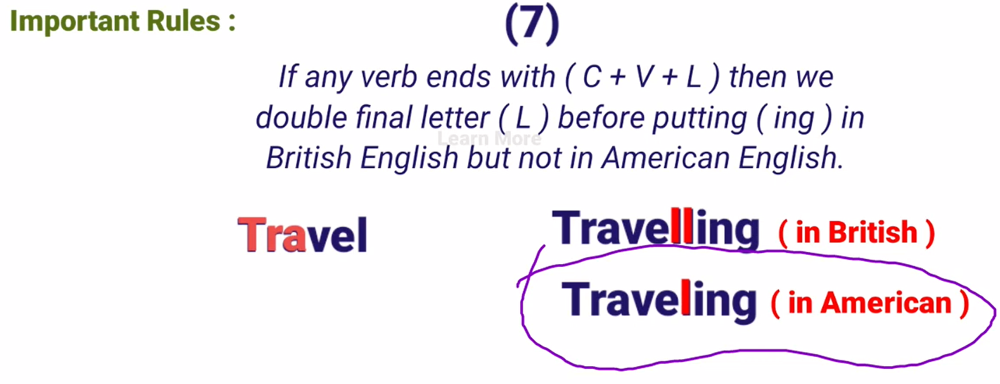 Important Rules :
(7)
If any verb ends with ( C + V + L ) then we
double final letter ( L ) before putting ( ing ) in
Learn More
British English but not in American English.
Travel
Travelling ( in British )
Traveling ( in American )